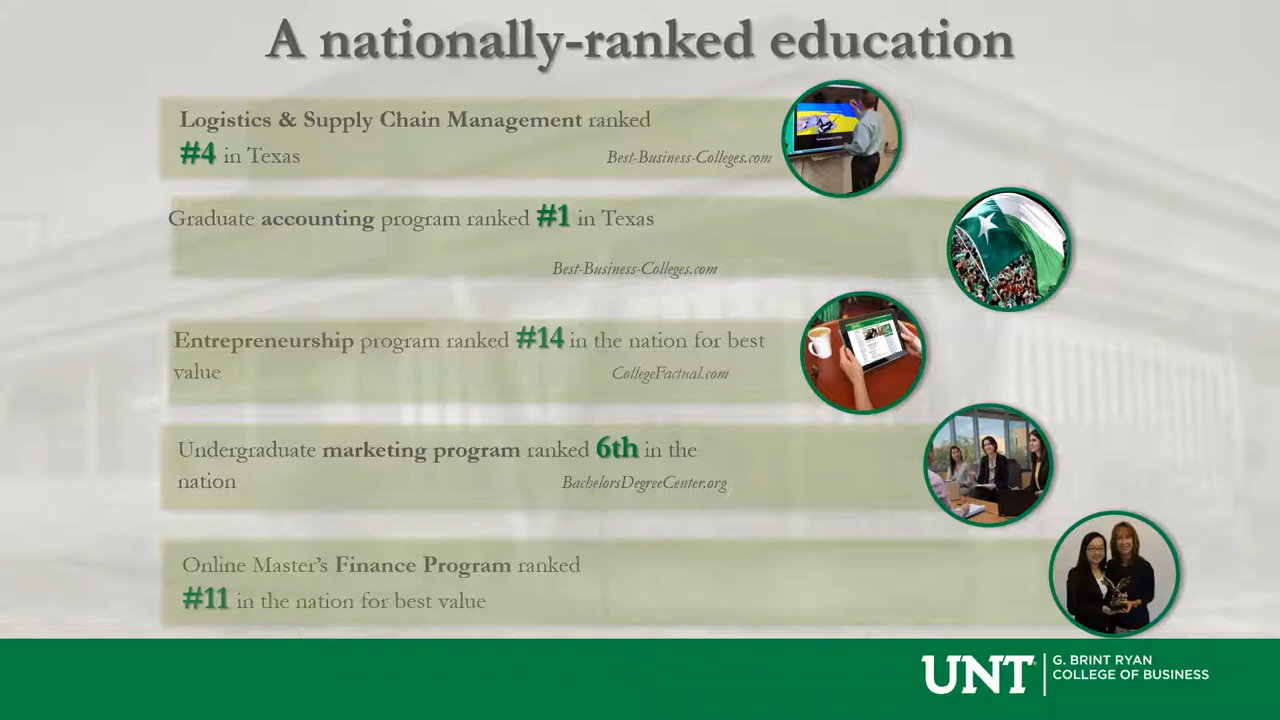 A nationally-ranked education
Logistics & Supply Chain Management ranked
#4 in Texas
Best-Business-Colleges.com
Graduate accounting program ranked #1 in Texas
Best-Business-Colleges.com
Entrepreneurship program ranked #14 in the nation for best
value
CollegeFactual.com
Undergraduate marketing program ranked 6th in the
nation
BachelorsDegreeCenter.org
Online Master's Finance Program ranked
#11 in the nation for best value
UNT
G. BRINT RYAN
COLLEGE OF BUSINESS